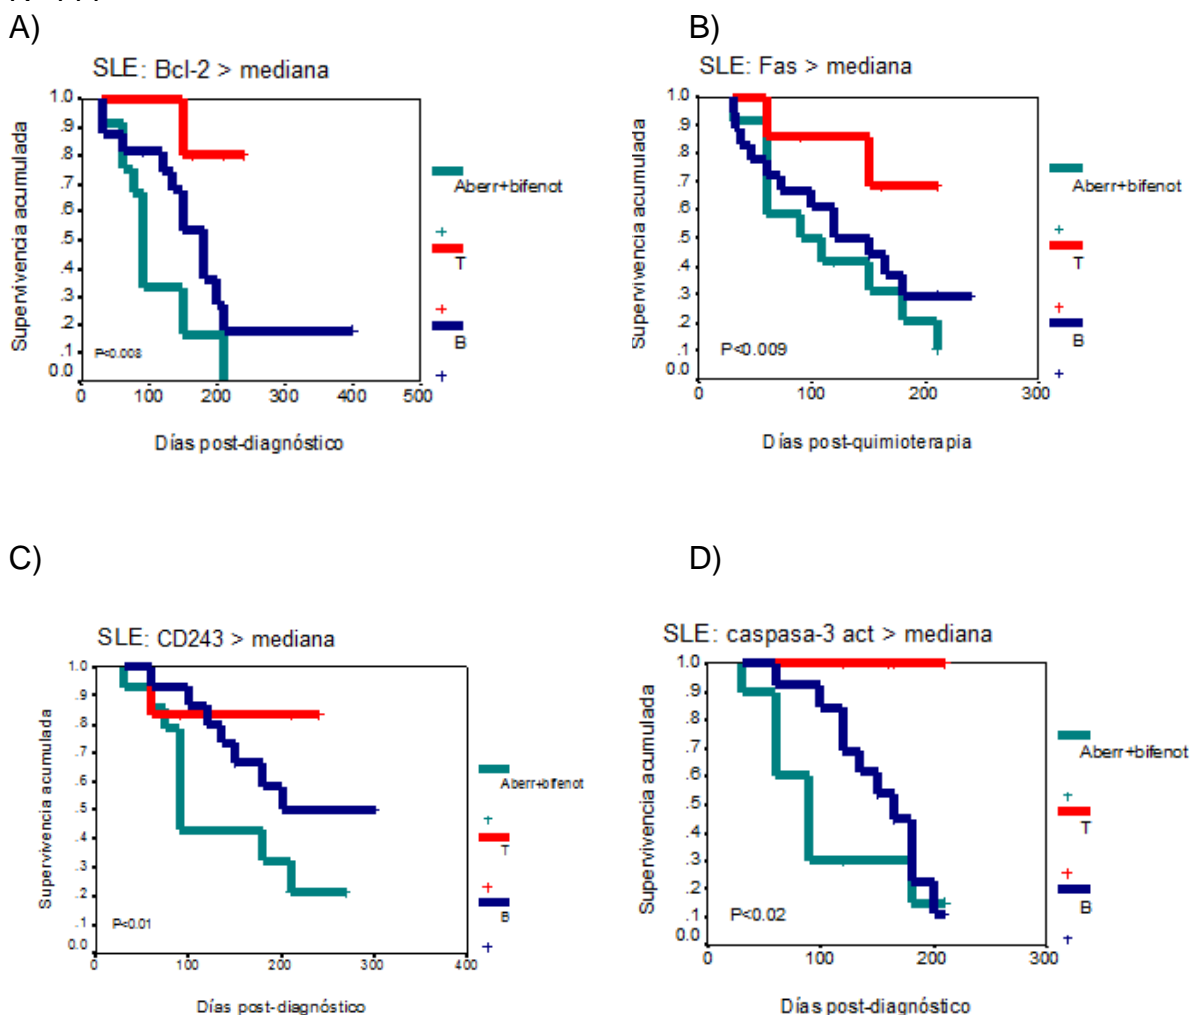 A)
SLE: Bcl-2 > mediana
Supervivencia acumulada
1.0
.9
.8
.7
.6
.5
.4
.3
.2
.1
0.0
P<0.008
0 100 200 300 400 500
Días post-diagnóstico
Aberr+bifenot
T
B
B)
SLE: Fas > mediana
Supervivencia acumulada
1.0
.9
.8
.7
.6
.5
.4
.3
.2
.1
0.0
P<0.009
0 100 200 300
Días post-quimioterapia
Aberr+bifenot
T
B
C)
SLE: CD243 > mediana
Supervivencia acumulada
1.0
.9
.8
.7
.6
.5
.4
.3
.2
.1
0.0
P<0.01
0 100 200 300 400
Días post-diagnóstico
Aberr+bifenot
T
B
D)
SLE: caspasa-3 act > mediana
Supervivencia acumulada
1.0
.9
.8
.7
.6
.5
.4
.3
.2
.1
0.0
P<0.02
0 100 200 300
Días post-diagnóstico
Aberr+bifenot
T
B